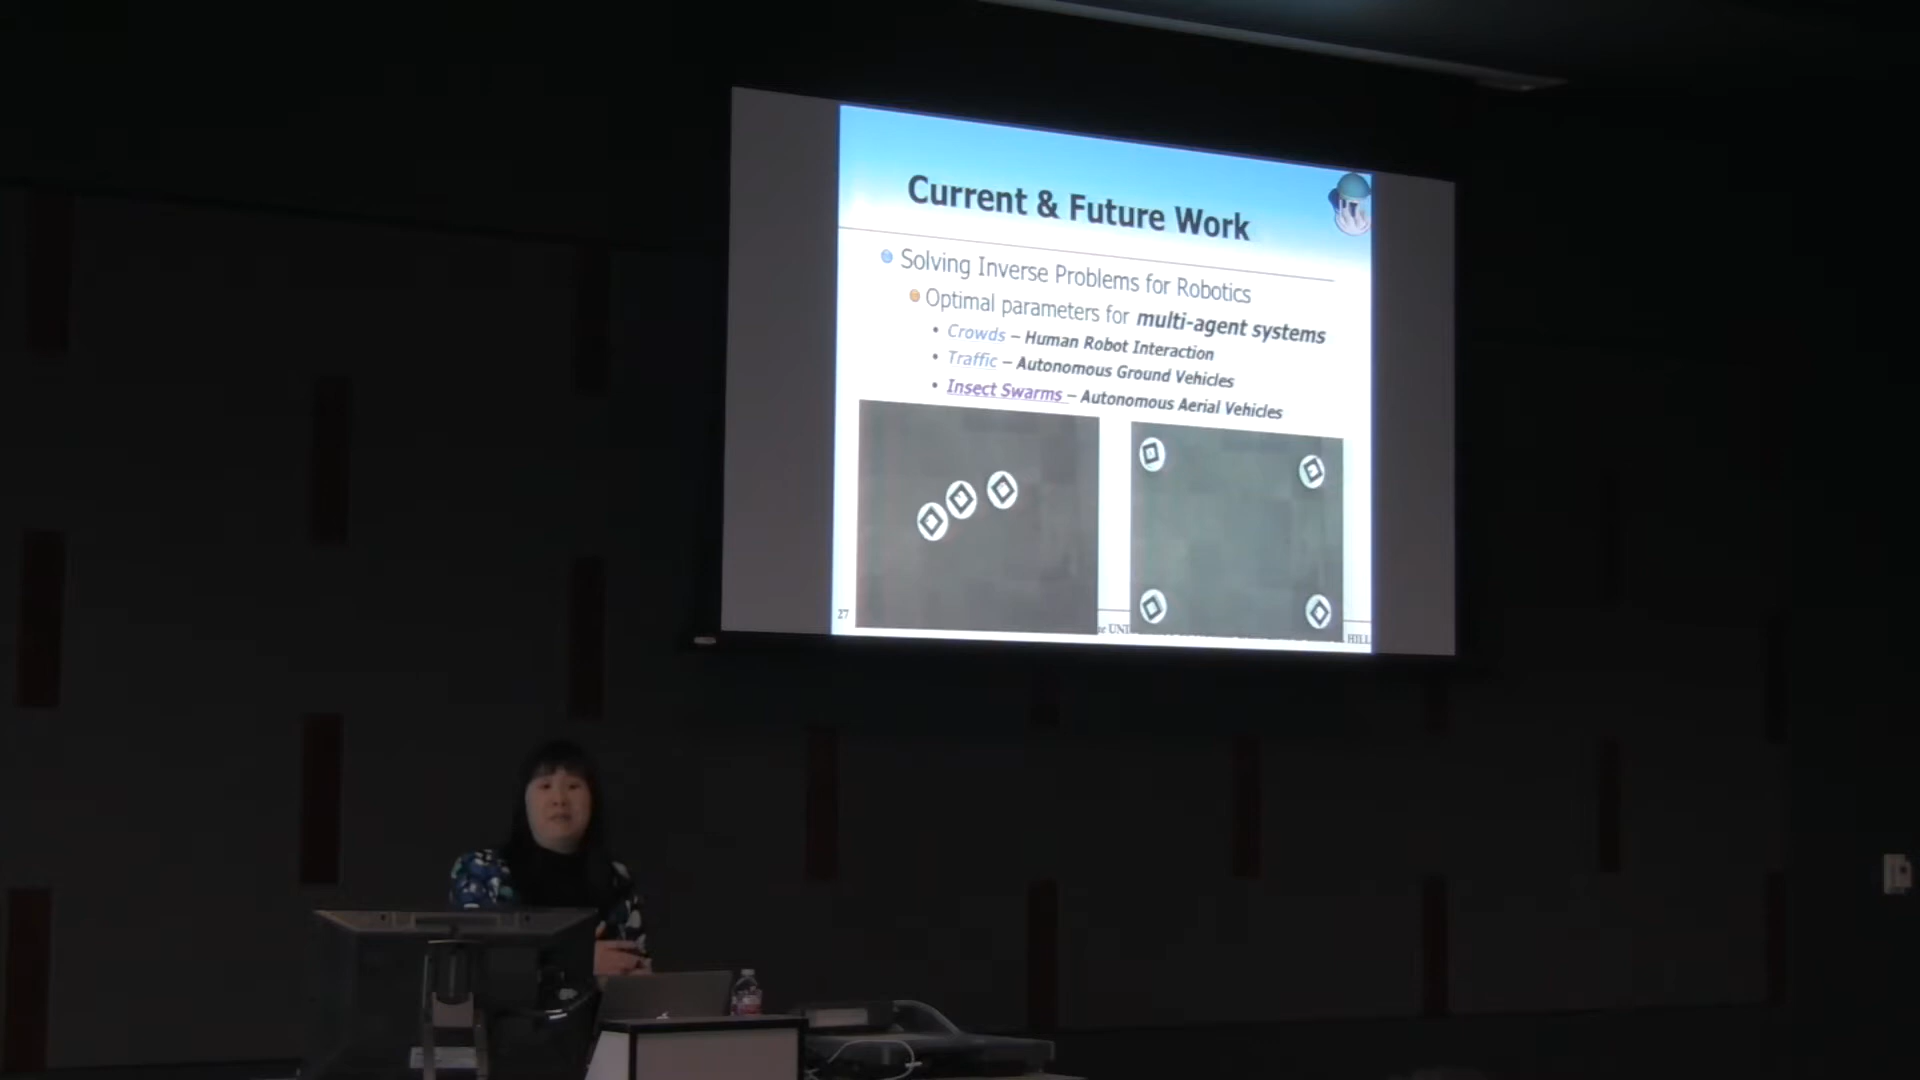 Current & Future Work
Solving Inverse Problems for Robotics
Optimal parameters for multi-agent systems
• Crowds – Human Robot Interaction
• Traffic – Autonomous Ground Vehicles
• Insect Swarms – Autonomous Aerial Vehicles
27
HILL